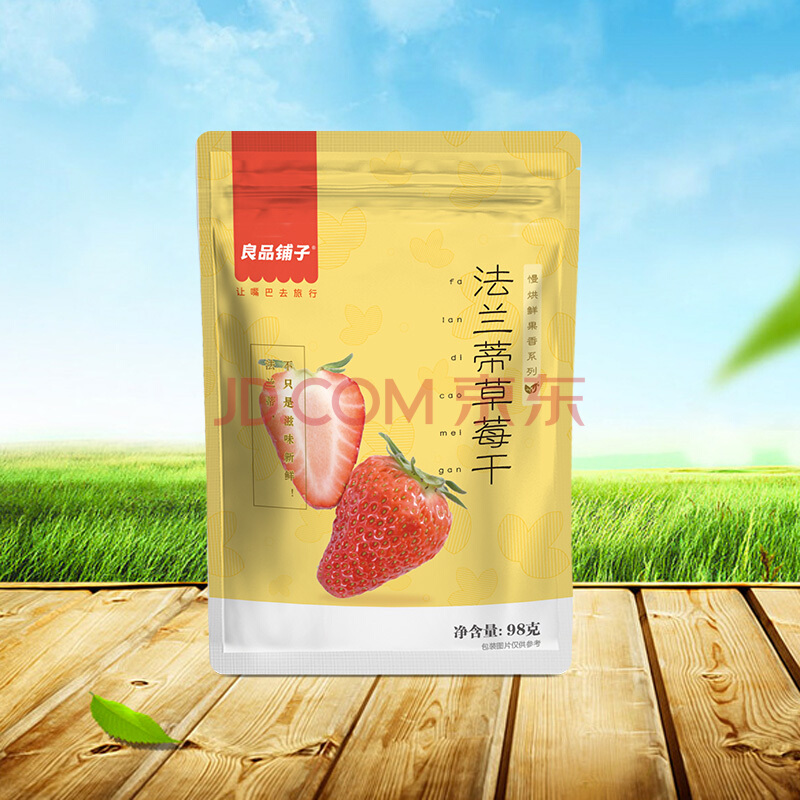 良品铺子®
让嘴巴去旅行
慢烘鲜果香系列
法兰蒂草莓干
fa
lan
di
cao
mei
gan
不只是滋味新鲜!
JD.COM 京东
净含量: 98克
包装图片仅供参考